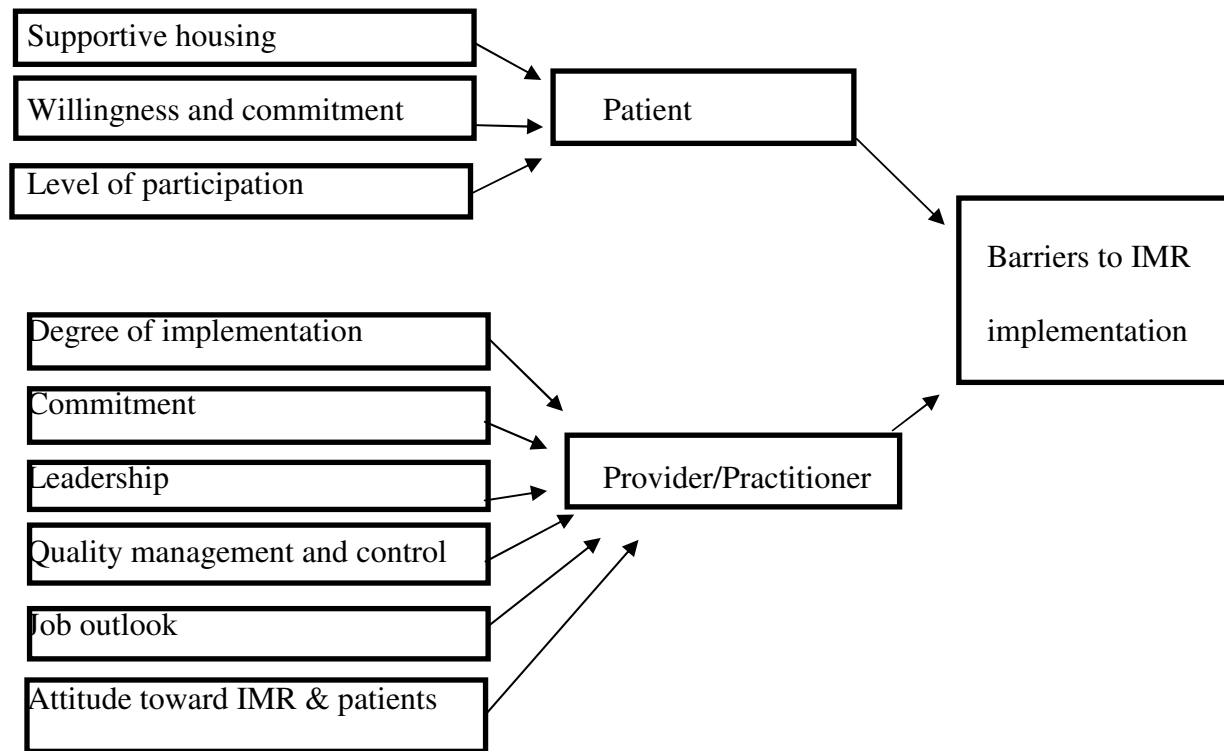 Supportive housing
Willingness and commitment
Level of participation
Patient
Degree of implementation
Commitment
Leadership
Quality management and control
Job outlook
Attitude toward IMR & patients
Provider/Practitioner
Barriers to IMR
implementation